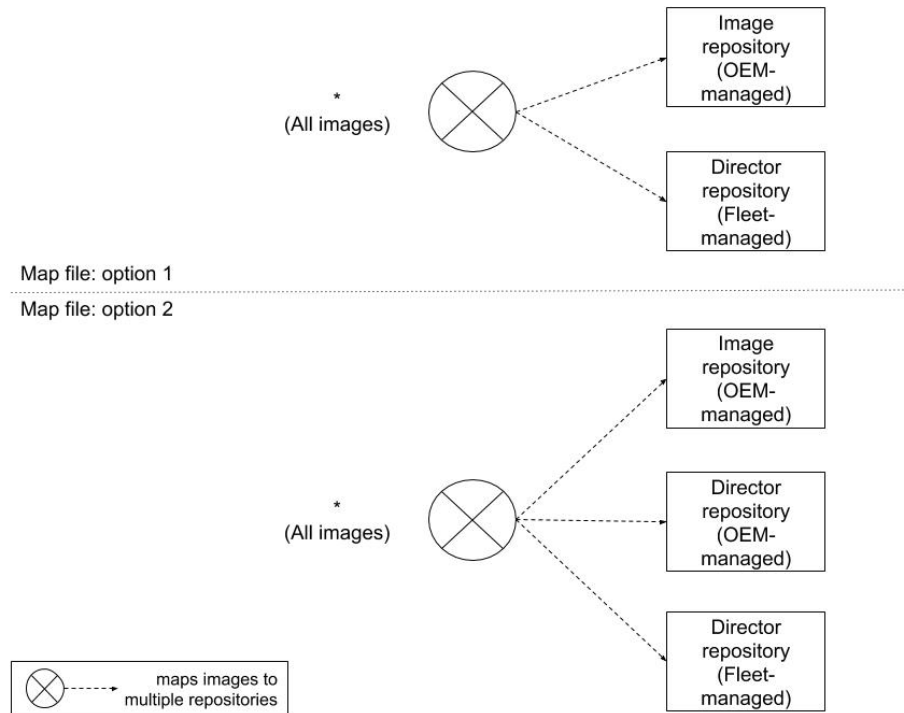 Image
repository
(OEM-
managed)
*
(All images)
Director
repository
(Fleet-
managed)
Map file: option 1
Map file: option 2
Image
repository
(OEM-
managed)
*
(All images)
Director
repository
(OEM-
managed)
Director
repository
(Fleet-
managed)
maps images to
multiple repositories